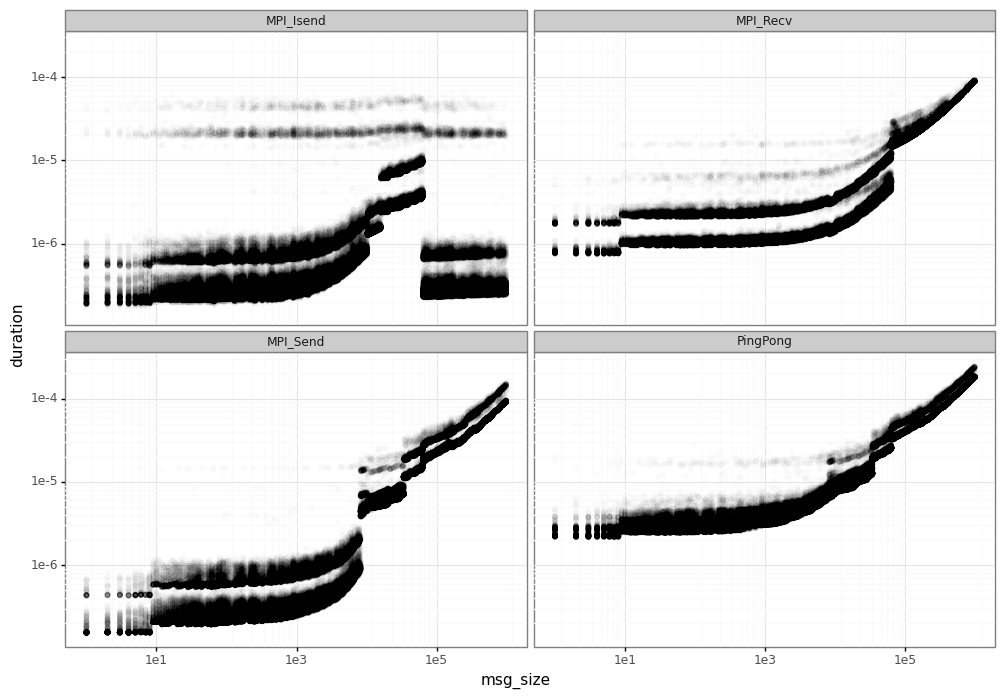 MPI_Isend
MPI_Recv
1e-4
1e-5
1e-6
duration
MPI_Send
PingPong
1e-4
1e-5
1e-6
1e1
1e3
1e5
1e1
1e3
1e5
msg_size